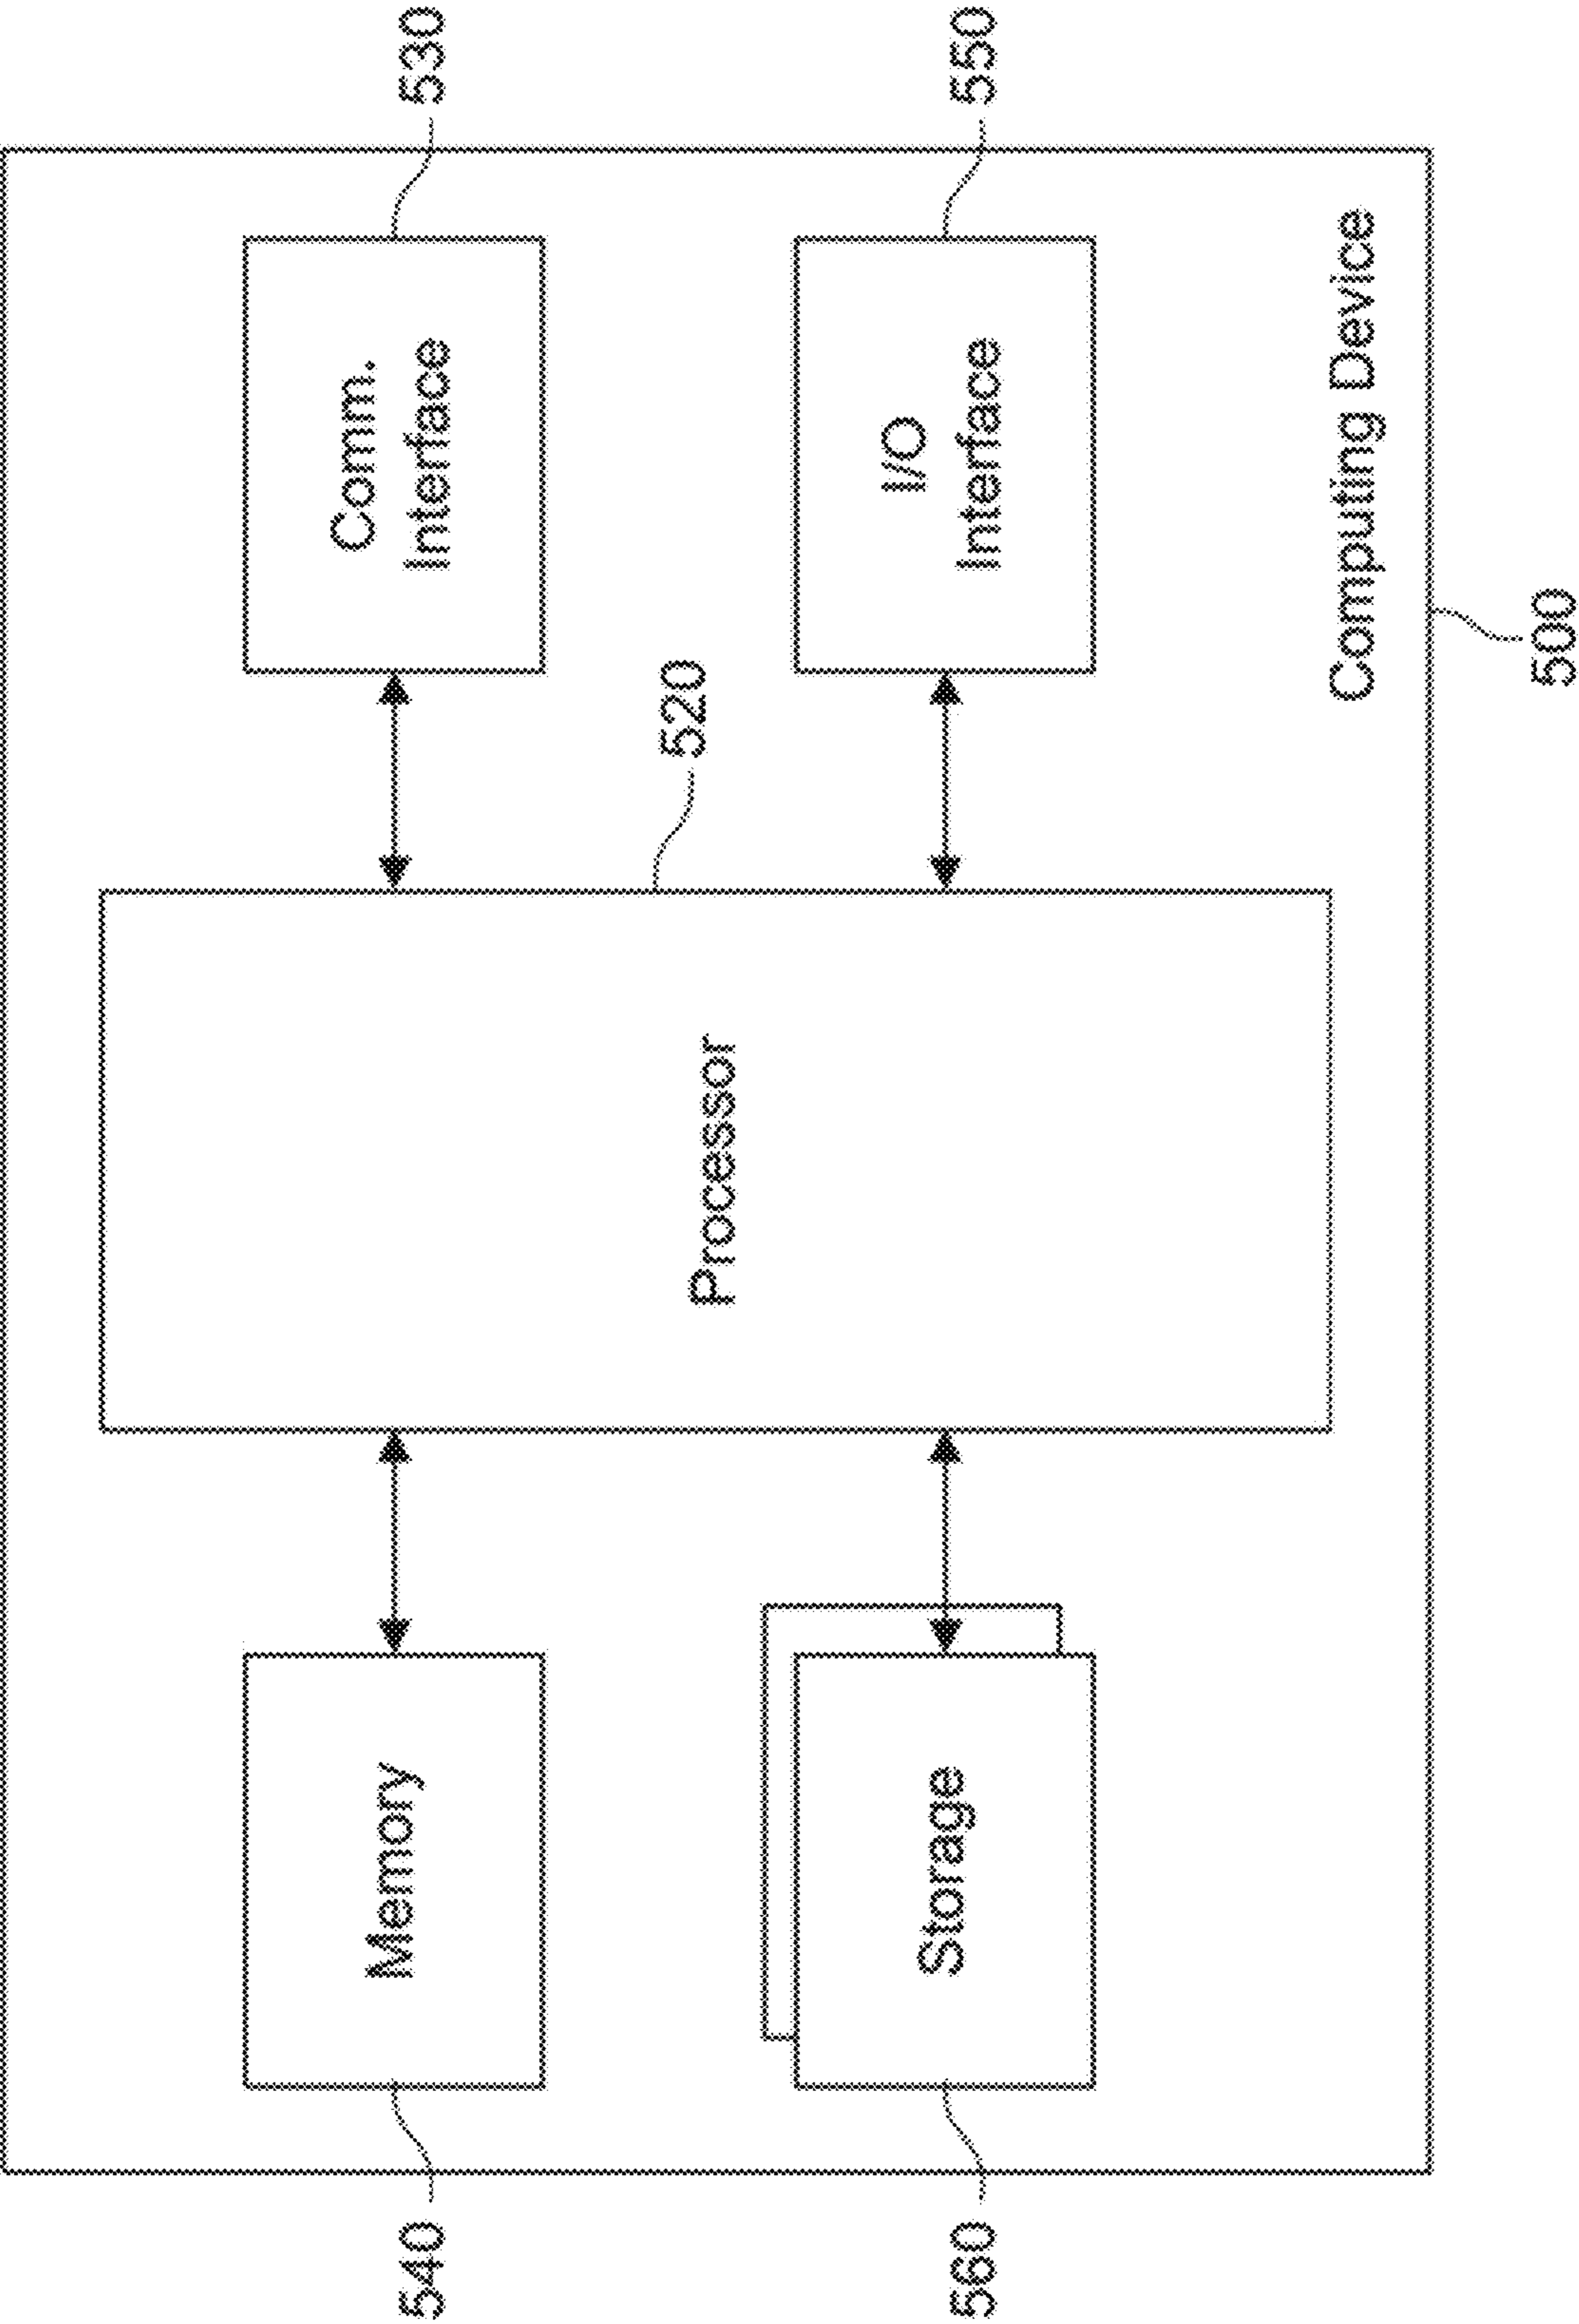 540
Memory
Comm.
Interface
530
520
Processor
560
Storage
I/O
Interface
550
Computing Device
500